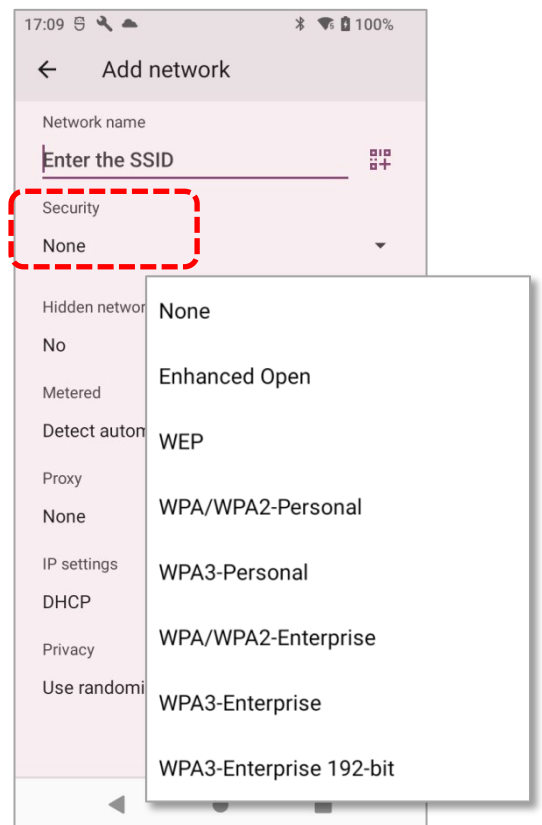 17:09 100%
Add network
Network name
Enter the SSID
Security
None
Hidden networ
No
Metered
Detect autom
Proxy
None
IP settings
DHCP
Privacy
Use randomi
None
Enhanced Open
WEP
WPA/WPA2-Personal
WPA3-Personal
WPA/WPA2-Enterprise
WPA3-Enterprise
WPA3-Enterprise 192-bit